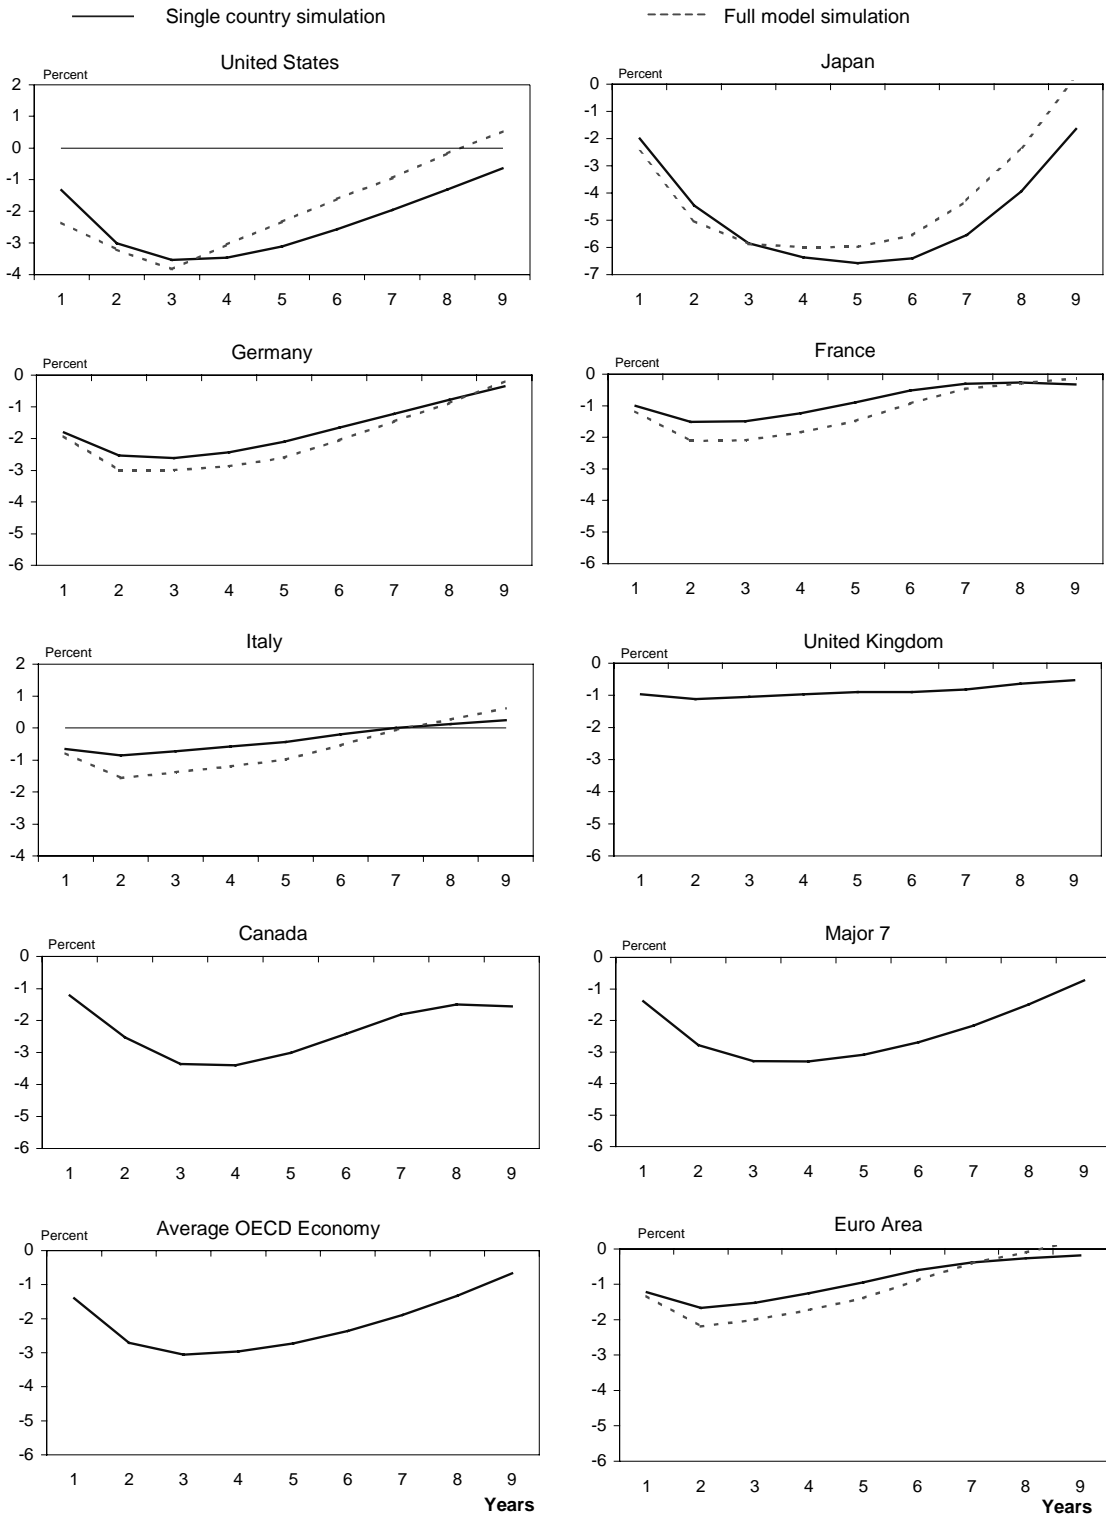 Single country simulation
Full model simulation
United States
Percent
2
1
0
-1
-2
-3
-4
1 2 3 4 5 6 7 8 9
Japan
Percent
0
-2
-3
-4
-5
-6
-7
1 2 3 4 5 6 7 8 9
Germany
Percent
0
-1
-2
-3
-4
-5
-6
1 2 3 4 5 6 7 8 9
France
Percent
0
-1
-2
-3
-4
-5
-6
1 2 3 4 5 6 7 8 9
Italy
Percent
2
1
0
-1
-2
-3
-4
1 2 3 4 5 6 7 8 9
United Kingdom
Percent
0
-1
-2
-3
-4
-5
-6
1 2 3 4 5 6 7 8 9
Canada
Percent
0
-1
-2
-3
-4
-5
-6
1 2 3 4 5 6 7 8 9
Major 7
Percent
0
-1
-2
-3
-4
-5
-6
1 2 3 4 5 6 7 8 9
Average OECD Economy
Percent
0
-1
-2
-3
-4
-5
-6
1 2 3 4 5 6 7 8 9
Years
Euro Area
Percent
0
-1
-2
-3
-4
-5
-6
1 2 3 4 5 6 7 8 9
Years